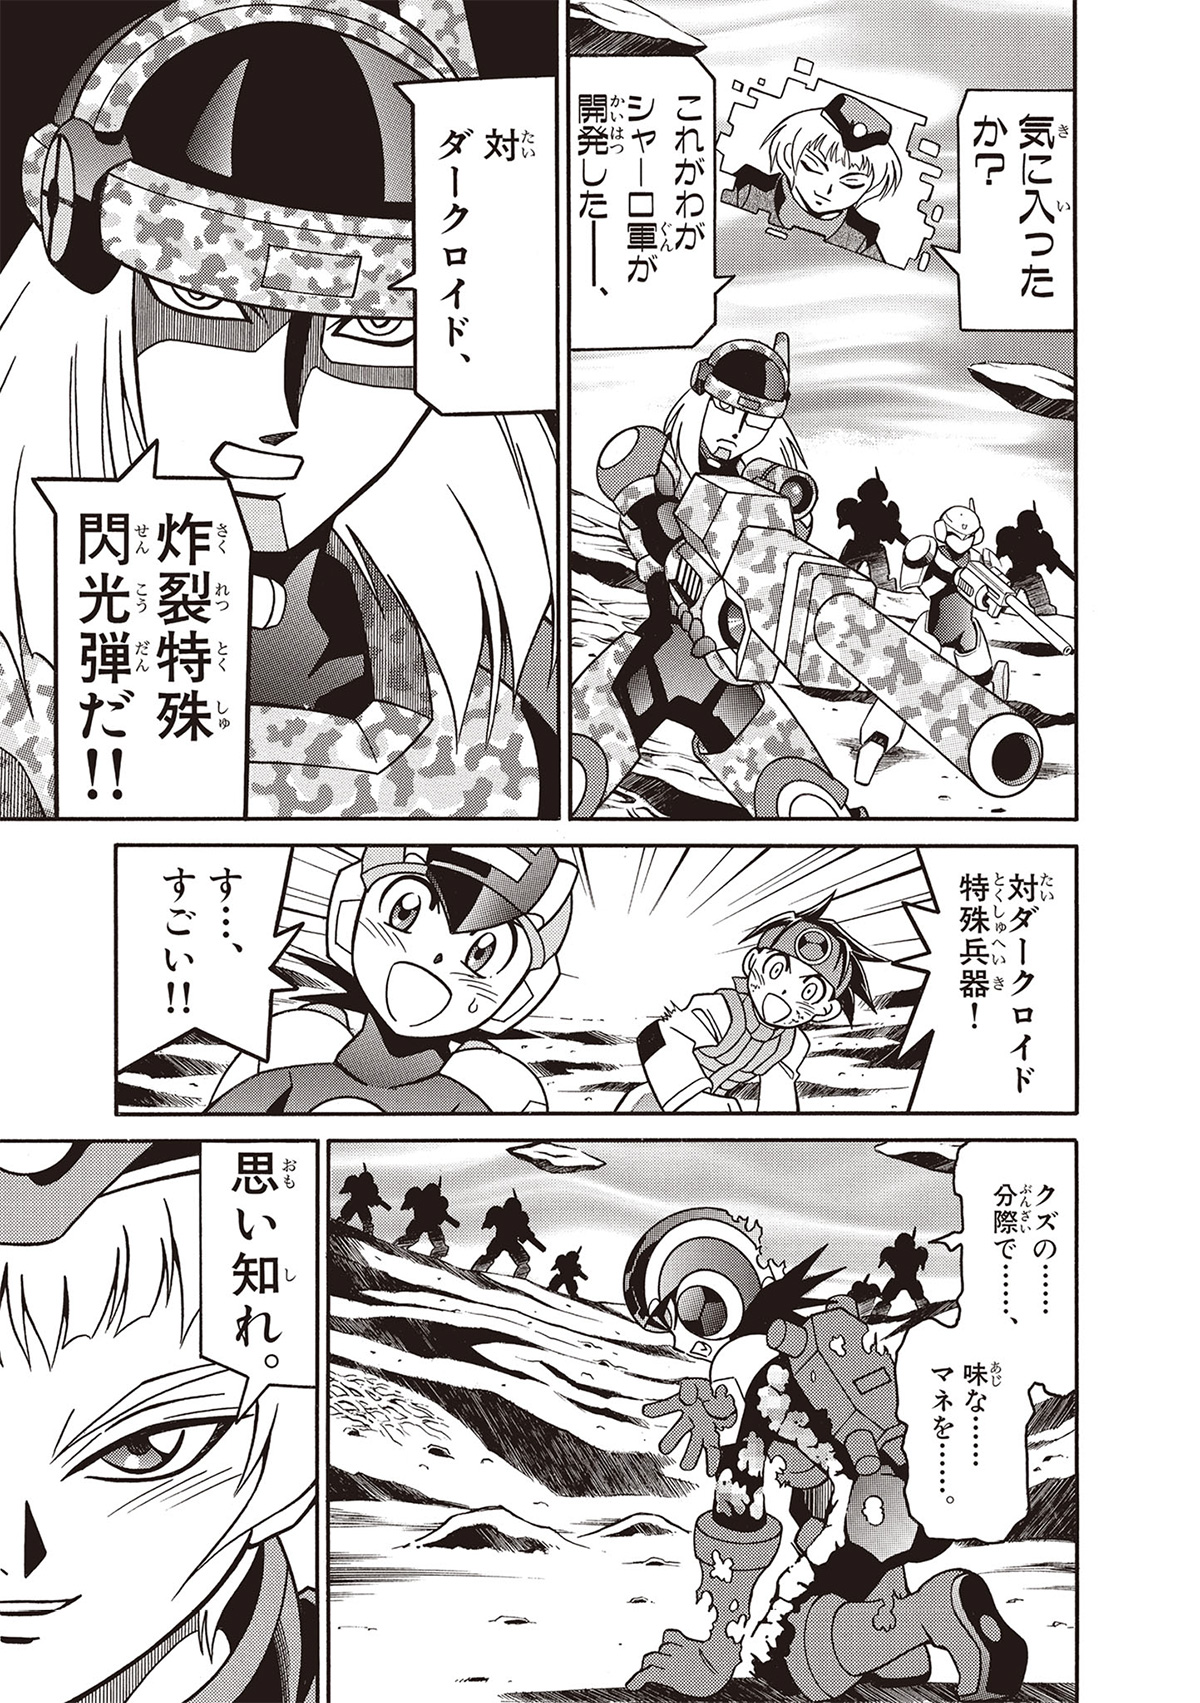 気に入った
か?
これがわが
シャーロ軍が
開発した――、
対
ダークロイド、
炸裂特殊
閃光弾だ!!
対ダークロイド
特殊兵器!
す…、
すごい!!
クズの……
分際で……、
味な……
マネを……。
思い知れ。